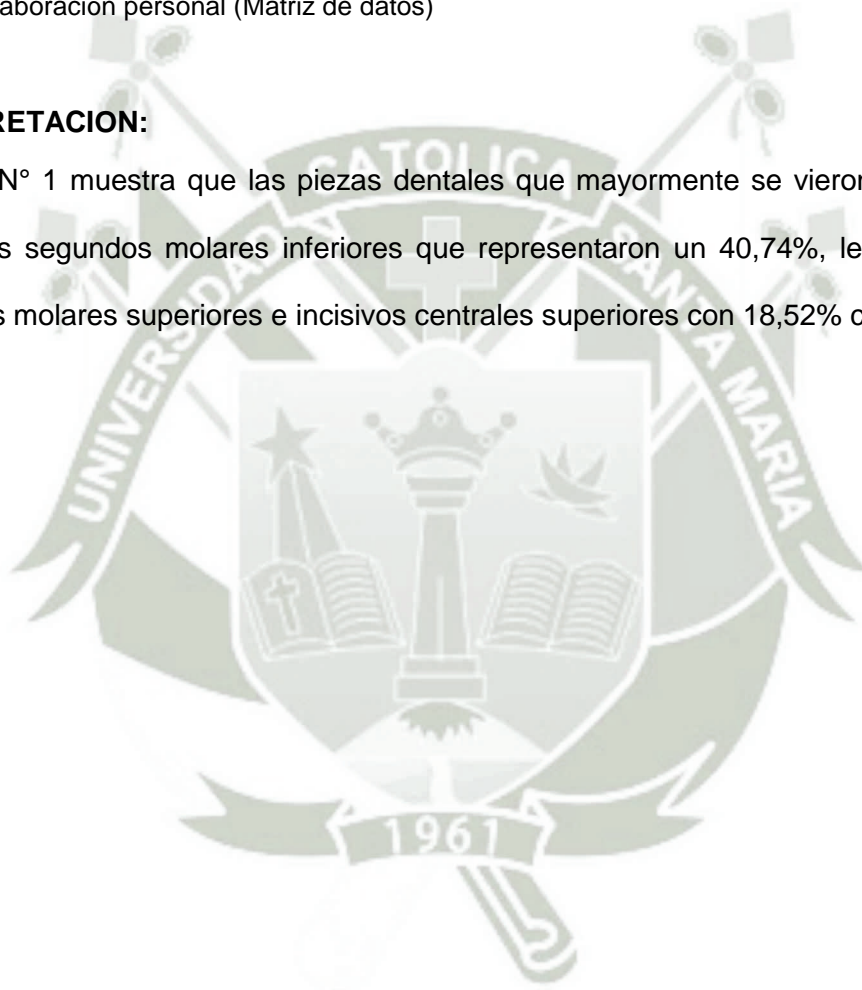 aboración personal (Matriz de datos)
RETACION:
N° 1 muestra que las piezas dentales que mayormente se vieron
s segundos molares inferiores que representaron un 40,74%, le
s molares superiores e incisivos centrales superiores con 18,52% c
UNIVERSIDAD CATOLICA SANTA MARIA
1961